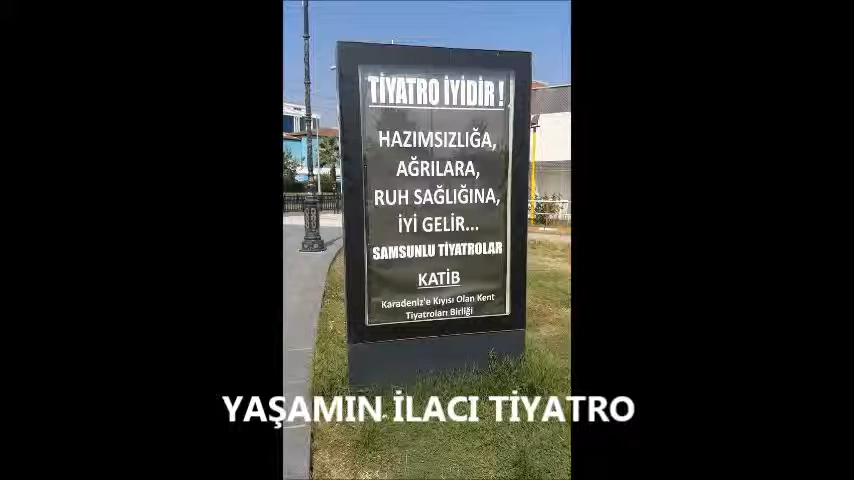 TİYATRO İYİDİR !
HAZIMSIZLIĞA,
AĞRILARA,
RUH SAĞLIĞINA,
İYİ GELİR...
SAMSUNLU TİYATROLAR
KATİB
Karadeniz'e Kıyısı Olan Kent
Tiyatroları Birliği
YAŞAMIN İLACI TİYATRO